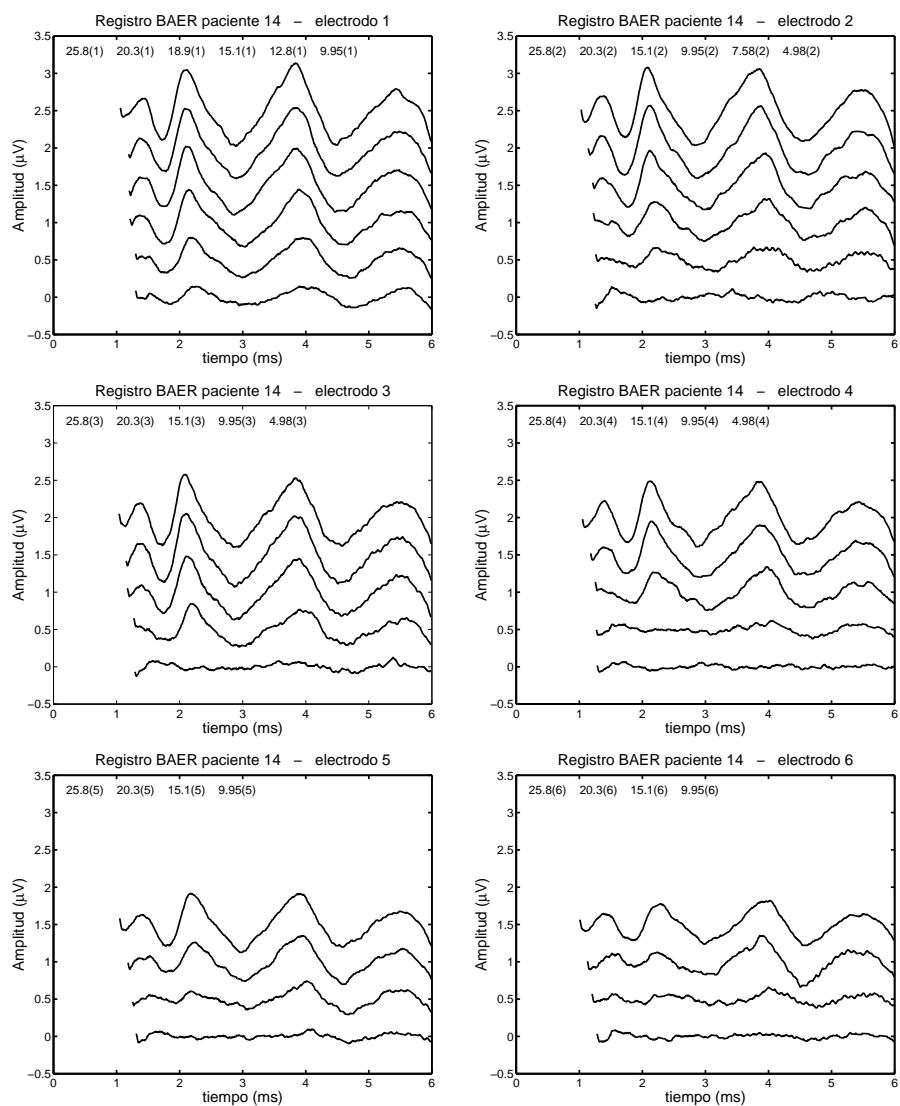 Registro BAER paciente 14 – electrodo 1
25.8(1) 20.3(1) 18.9(1) 15.1(1) 12.8(1) 9.95(1)
3.5
3
2.5
2
1.5
1
0.5
0
–0.5
Amplitud (μV)
0 1 2 3 4 5 6
tiempo (ms)
Registro BAER paciente 14 – electrodo 2
25.8(2) 20.3(2) 15.1(2) 9.95(2) 7.58(2) 4.98(2)
3.5
3
2.5
2
1.5
1
0.5
0
–0.5
Amplitud (μV)
0 1 2 3 4 5 6
tiempo (ms)
Registro BAER paciente 14 – electrodo 3
25.8(3) 20.3(3) 15.1(3) 9.95(3) 4.98(3)
3.5
3
2.5
2
1.5
1
0.5
0
–0.5
Amplitud (μV)
0 1 2 3 4 5 6
tiempo (ms)
Registro BAER paciente 14 – electrodo 4
25.8(4) 20.3(4) 15.1(4) 9.95(4) 4.98(4)
3.5
3
2.5
2
1.5
1
0.5
0
–0.5
Amplitud (μV)
0 1 2 3 4 5 6
tiempo (ms)
Registro BAER paciente 14 – electrodo 5
25.8(5) 20.3(5) 15.1(5) 9.95(5)
3.5
3
2.5
2
1.5
1
0.5
0
–0.5
Amplitud (μV)
0 1 2 3 4 5 6
tiempo (ms)
Registro BAER paciente 14 – electrodo 6
25.8(6) 20.3(6) 15.1(6) 9.95(6)
3.5
3
2.5
2
1.5
1
0.5
0
–0.5
Amplitud (μV)
0 1 2 3 4 5 6
tiempo (ms)